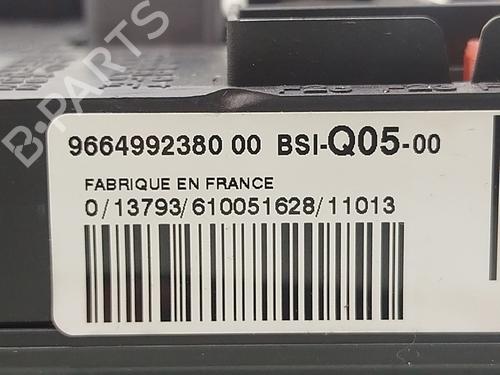 B-PARTS
9664992380 00 BSI-Q05-00
FABRIQUE EN FRANCE
0/13793/610051628/11013